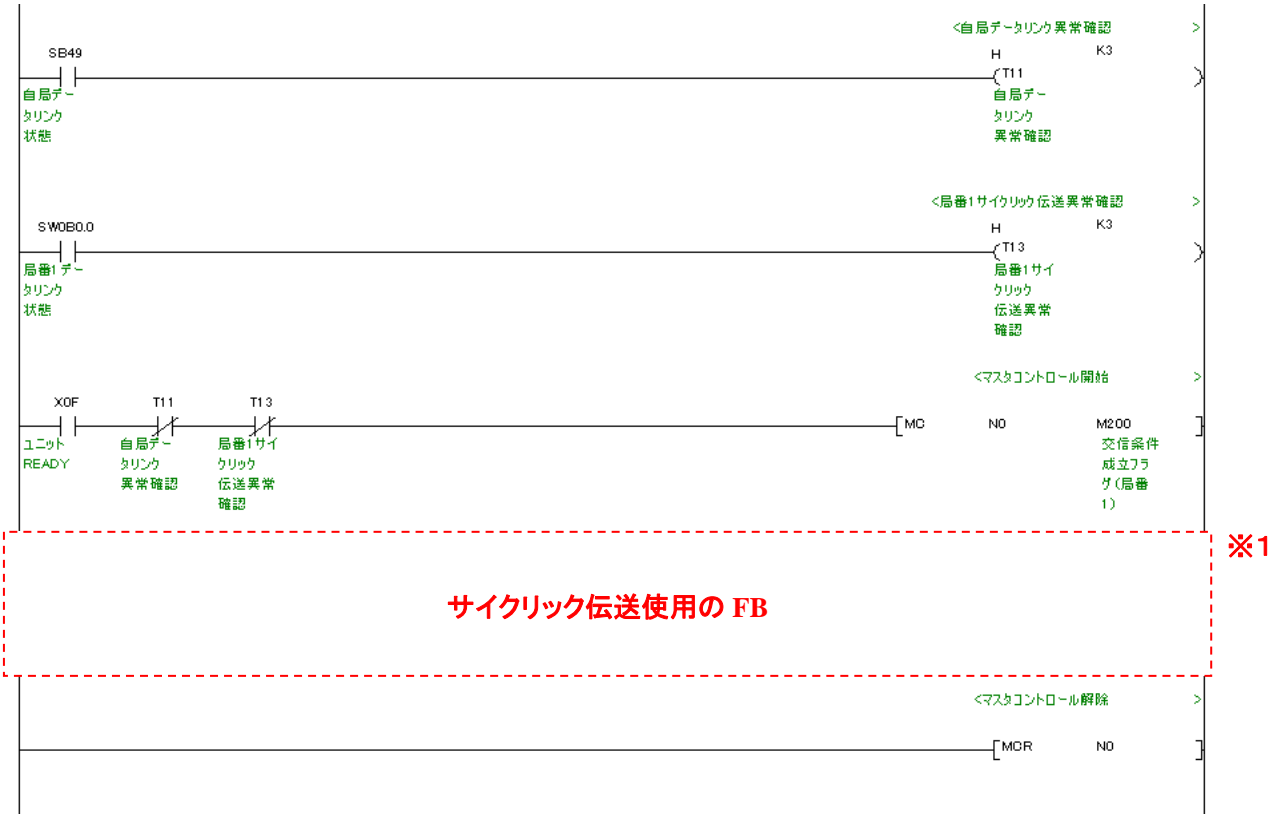 <自局データリンク異常確認 >
SB49
H K3
T11
自局デー
タリンク
状態
自局デー
タリンク
異常確認
<局番1サイクリック伝送異常確認 >
SW0B0.0
H K3
T13
局番1デー
タリンク
状態
局番1サイ
クリック
伝送異常
確認
<マスタコントロール開始 >
X0F T11 T13
MC N0 M200
ユニット
READY
自局デー
タリンク
異常確認
局番1サイ
クリック
伝送異常
確認
交信条件
成立フラ
グ(局番
1)
※1
サイクリック伝送使用の FB
<マスタコントロール解除 >
MCR N0